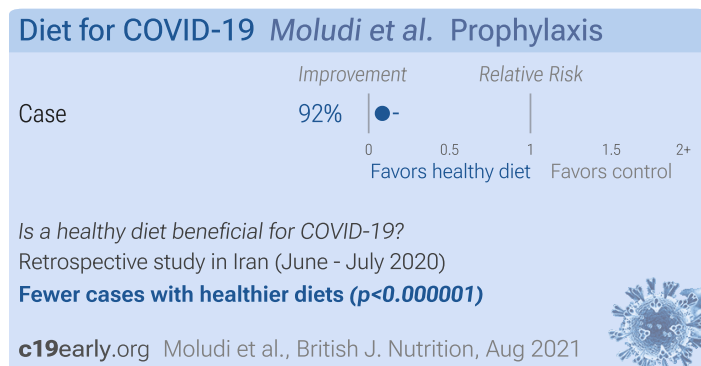 Diet for COVID-19 Moludi et al. Prophylaxis
Improvement Relative Risk
Case 92%
0 0.5 1 1.5 2+
Favors healthy diet Favors control
Is a healthy diet beneficial for COVID-19?
Retrospective study in Iran (June - July 2020)
Fewer cases with healthier diets (p<0.000001)
c19early.org Moludi et al., British J. Nutrition, Aug 2021